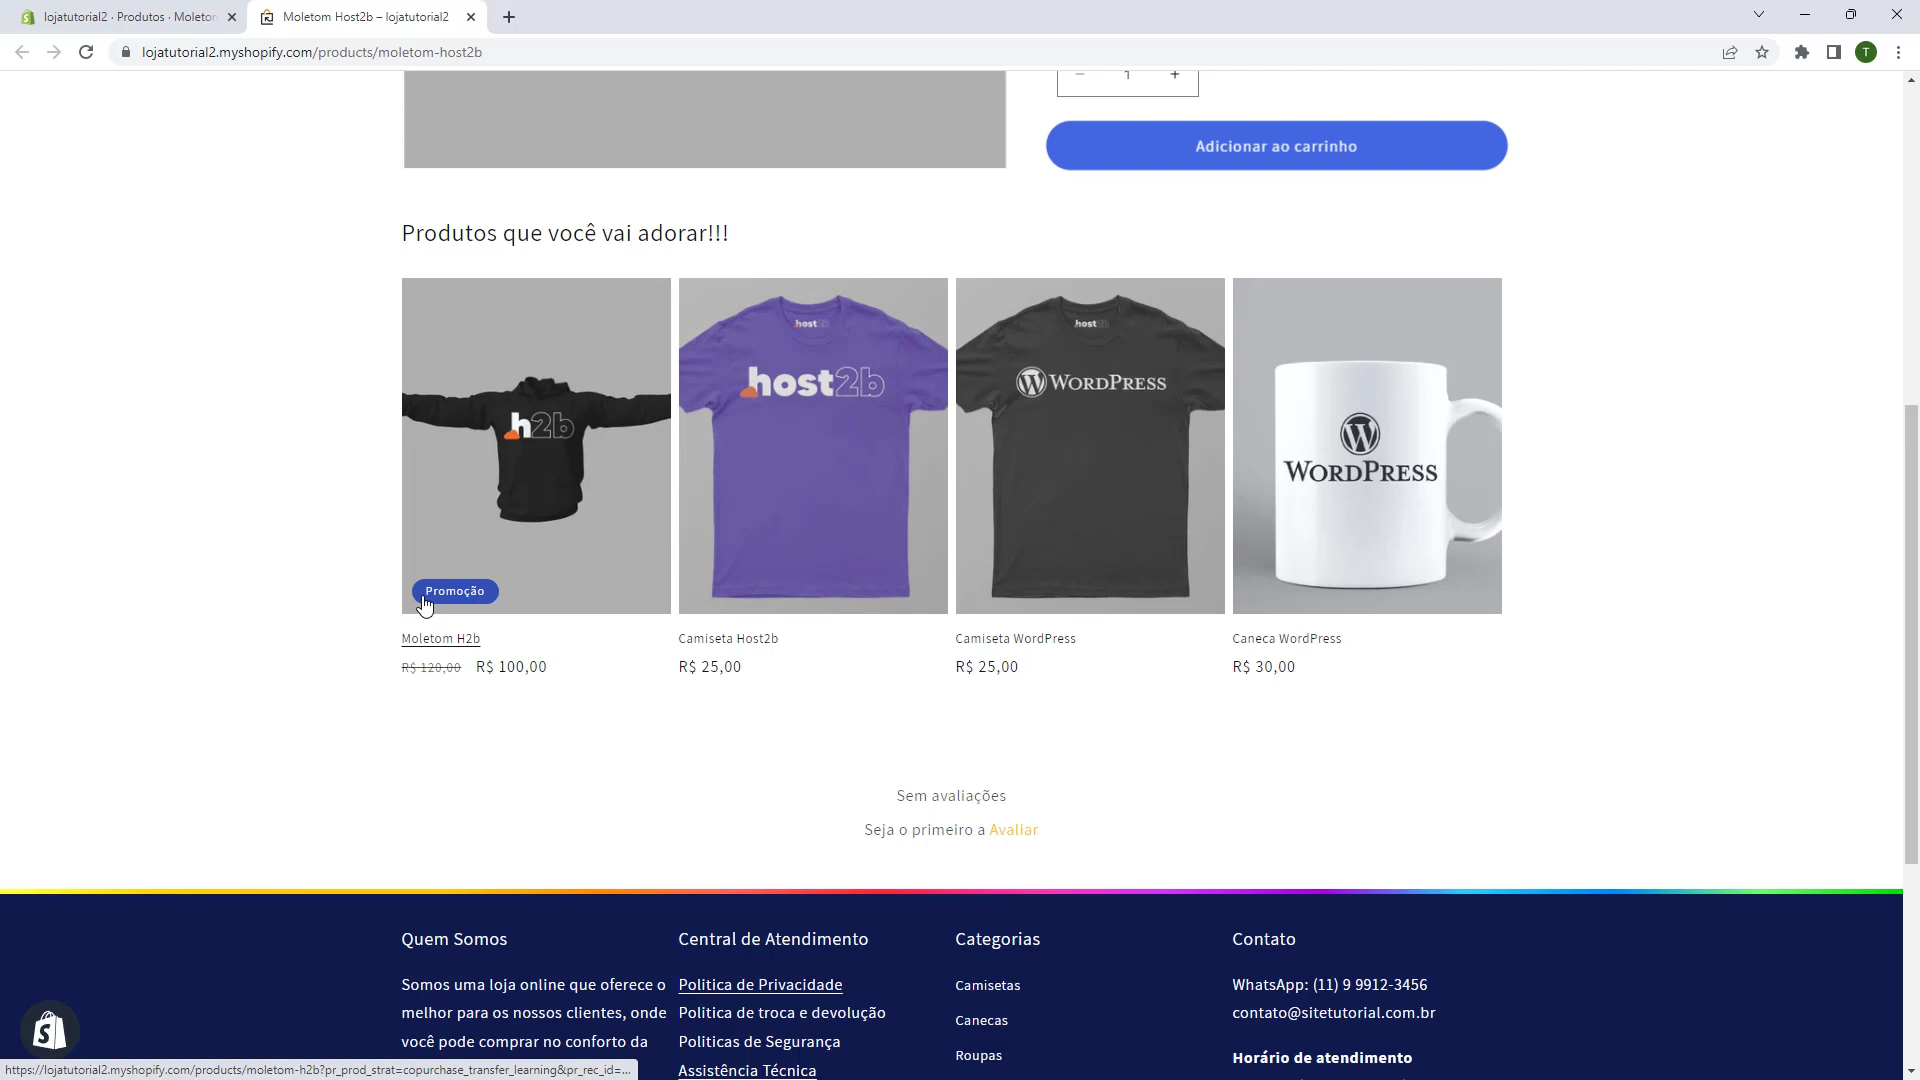 lojatutorial2 · Produtos · Moleton
Moletom Host2b – lojatutorial2
lojatutorial2.myshopify.com/products/moletom-host2b
T
1
Adicionar ao carrinho
Produtos que você vai adorar!!!
h2b
host2b
host2b
host2b
WORDPRESS
WORDPRESS
Promoção
Moletom H2b
Camiseta Host2b
Camiseta WordPress
Caneca WordPress
R$ 120,00 R$ 100,00
R$ 25,00
R$ 25,00
R$ 30,00
Sem avaliações
Seja o primeiro a Avaliar
Quem Somos
Somos uma loja online que oferece o
melhor para os nossos clientes, onde
você pode comprar no conforto da
Central de Atendimento
Politica de Privacidade
Politica de troca e devolução
Politicas de Segurança
Assistência Técnica
Categorias
Camisetas
Canecas
Roupas
Contato
WhatsApp: (11) 9 9912-3456
contato@sitetutorial.com.br
Horário de atendimento
https://lojatutorial2.myshopify.com/products/moletom-h2b?pr_prod_strat=copurchase_transfer_learning&pr_rec_id=...